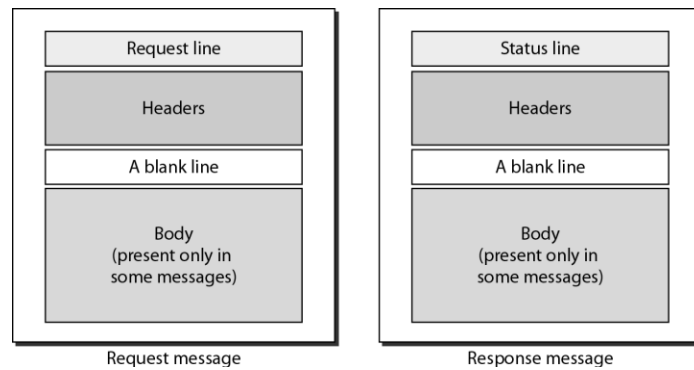 Request line
Headers
A blank line
Body
(present only in
some messages)
Request message
Status line
Headers
A blank line
Body
(present only in
some messages)
Response message